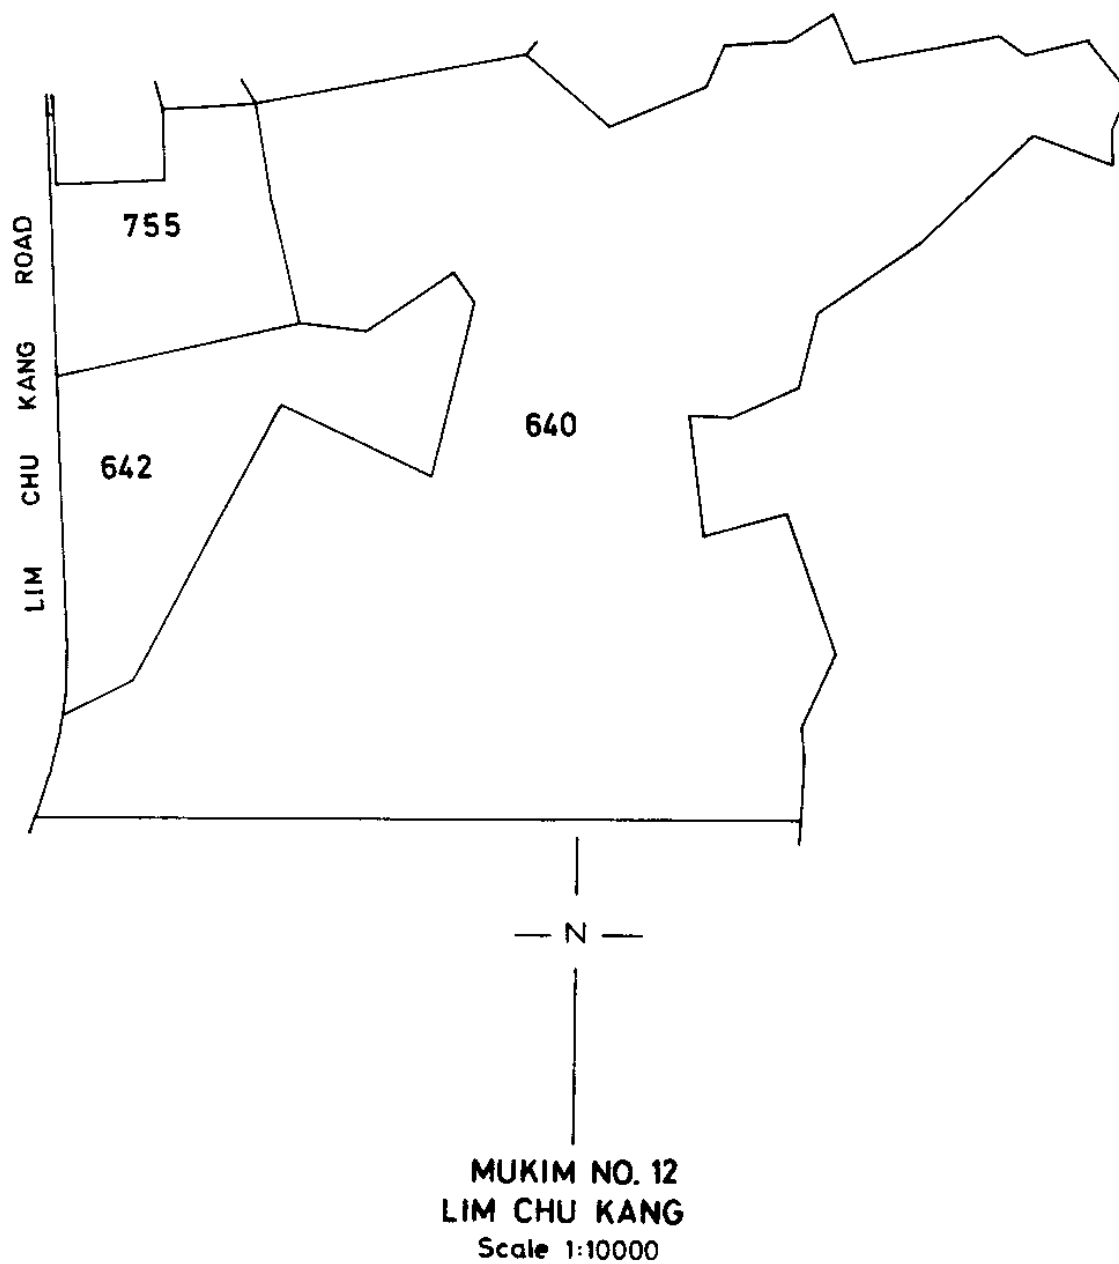 755
LIM CHU KANG ROAD
640
642
N
MUKIM NO. 12
LIM CHU KANG
Scale 1:10000